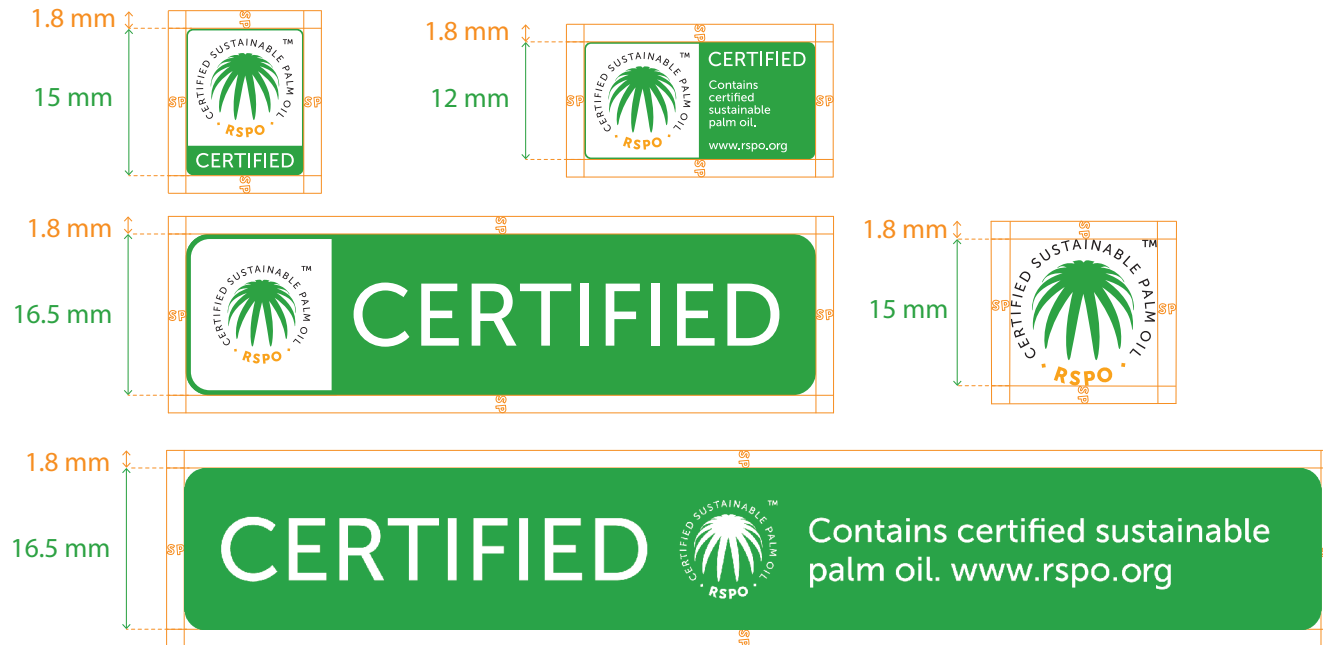 1.8 mm
SP
15 mm
CERTIFIED SUSTAINABLE PALM OIL
TM
SP
SP
· RSPO ·
CERTIFIED
SP
1.8 mm
SP
12 mm
CERTIFIED SUSTAINABLE PALM OIL
TM
SP
SP
· RSPO ·
CERTIFIED
Contains
certified
sustainable
palm oil.
www.rspo.org
SP
1.8 mm
SP
16.5 mm
SP
CERTIFIED SUSTAINABLE PALM OIL
TM
· RSPO ·
CERTIFIED
SP
SP
1.8 mm
SP
15 mm
SP
CERTIFIED SUSTAINABLE PALM OIL
TM
· RSPO ·
SP
SP
1.8 mm
SP
16.5 mm
SP
CERTIFIED
CERTIFIED SUSTAINABLE PALM OIL
TM
· RSPO ·
Contains certified sustainable
palm oil. www.rspo.org
SP